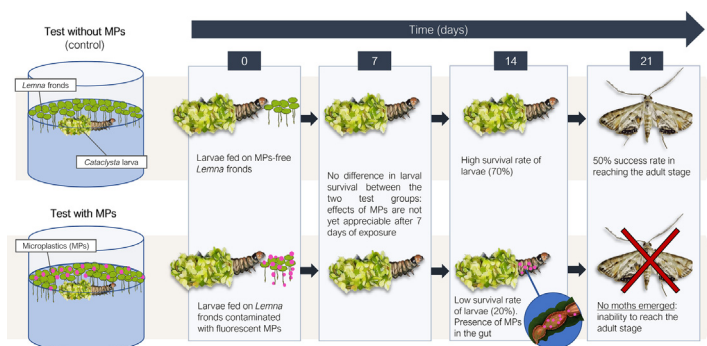 Test without MPs
(control)
Time (days)
0
7
14
21
Lemna fronds
Cataclysta larva
Larvae fed on MPs-free
Lemna fronds
High survival rate of
larvae (70%)
50% success rate in
reaching the adult stage
No difference in larval
survival between the
two test groups:
effects of MPs are not
yet appreciable after 7
days of exposure
Test with MPs
Microplastics (MPs)
Larvae fed on Lemna
fronds contaminated
with fluorescent MPs
Low survival rate
of larvae (20%).
Presence of MPs
in the gut
No moths emerged:
inability to reach the
adult stage